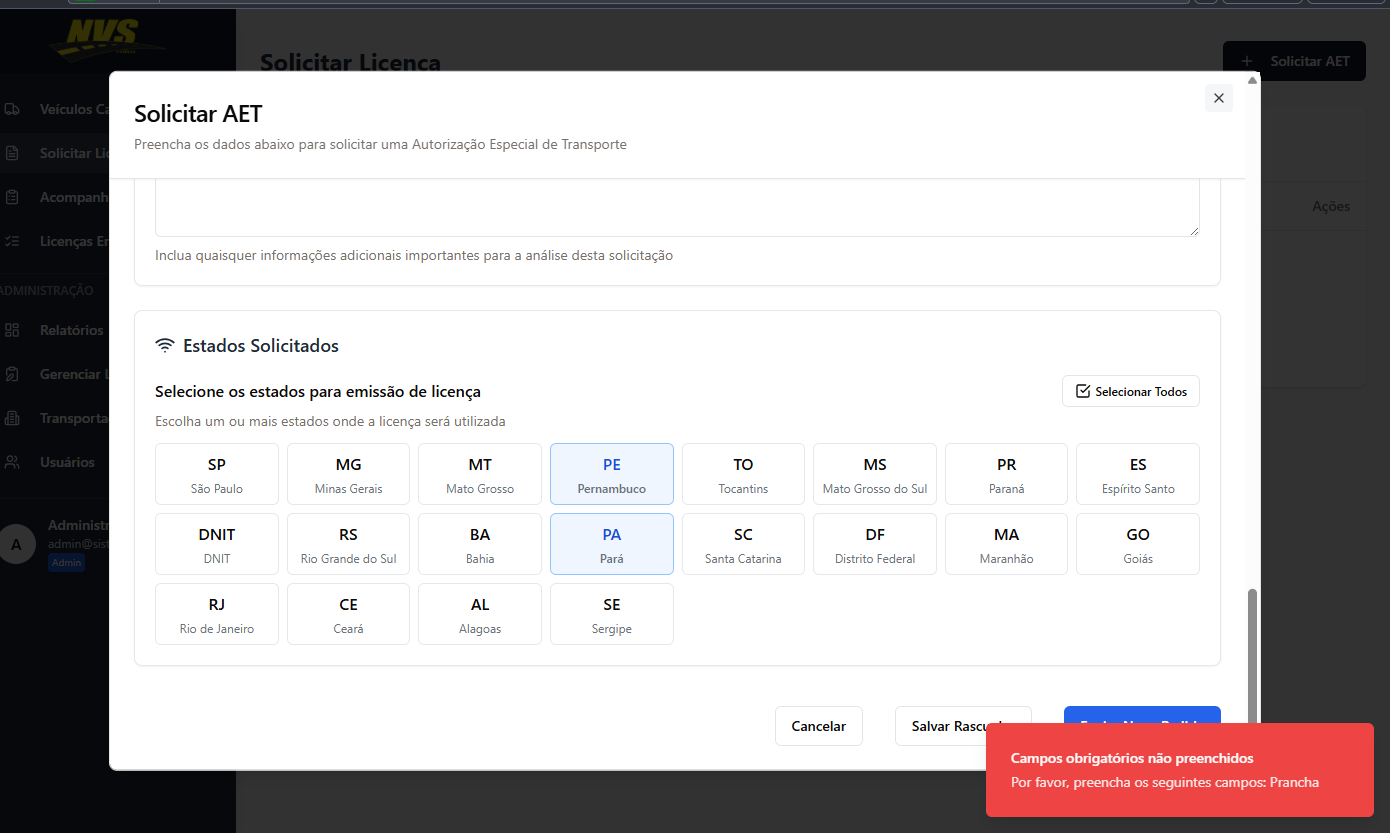 NVS
Solicitar Licença
Solicitar AET
Veículos Ca
Solicitar Lic
Acompanh
Licenças E
ADMINISTRAÇÃO
Relatórios
Gerenciar L
Transporta
Usuários
A
Administr
admin@sist
Admin
Ações
Solicitar AET
Preencha os dados abaixo para solicitar uma Autorização Especial de Transporte
Inclua quaisquer informações adicionais importantes para a análise desta solicitação
Estados Solicitados
Selecione os estados para emissão de licença
Selecionar Todos
Escolha um ou mais estados onde a licença será utilizada
SP
São Paulo
MG
Minas Gerais
MT
Mato Grosso
PE
Pernambuco
TO
Tocantins
MS
Mato Grosso do Sul
PR
Paraná
ES
Espírito Santo
DNIT
DNIT
RS
Rio Grande do Sul
BA
Bahia
PA
Pará
SC
Santa Catarina
DF
Distrito Federal
MA
Maranhão
GO
Goiás
RJ
Rio de Janeiro
CE
Ceará
AL
Alagoas
SE
Sergipe
Cancelar
Salvar Rascu
Campos obrigatórios não preenchidos
Por favor, preencha os seguintes campos: Prancha